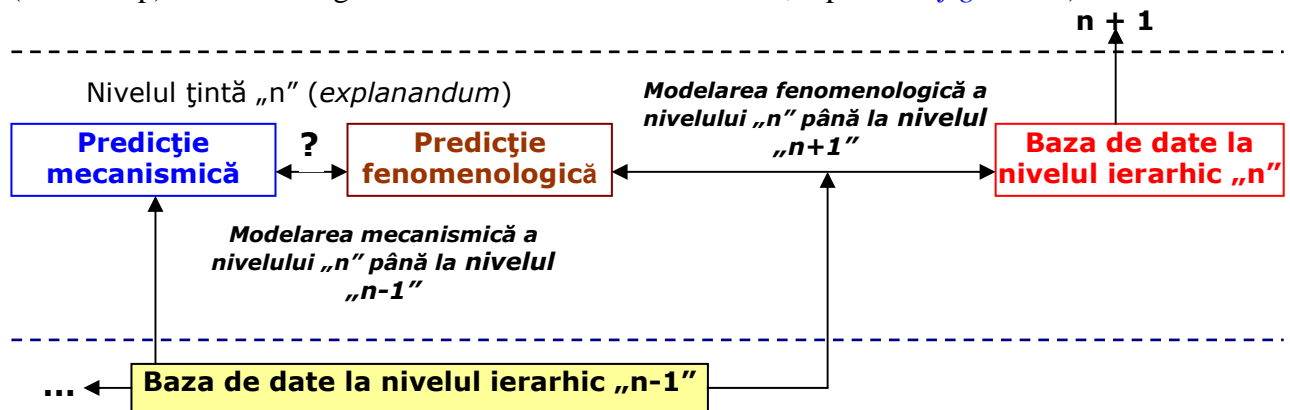 n + 1
Nivelul ţintă „n” (explanandum)
Modelarea fenomenologică a
nivelului „n” până la nivelul
„n+1”
Predicţie
mecanismică
?
Predicţie
fenomenologică
Baza de date la
nivelul ierarhic „n”
Modelarea mecanismică a
nivelului „n” până la nivelul
„n-1”
...
Baza de date la nivelul ierarhic „n-1”